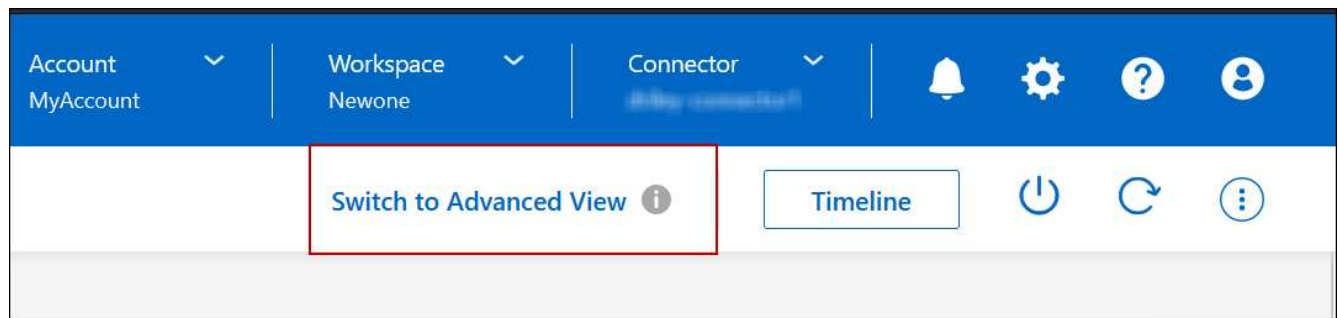 Account
MyAccount
Workspace
Newone
Connector
Switch to Advanced View
Timeline